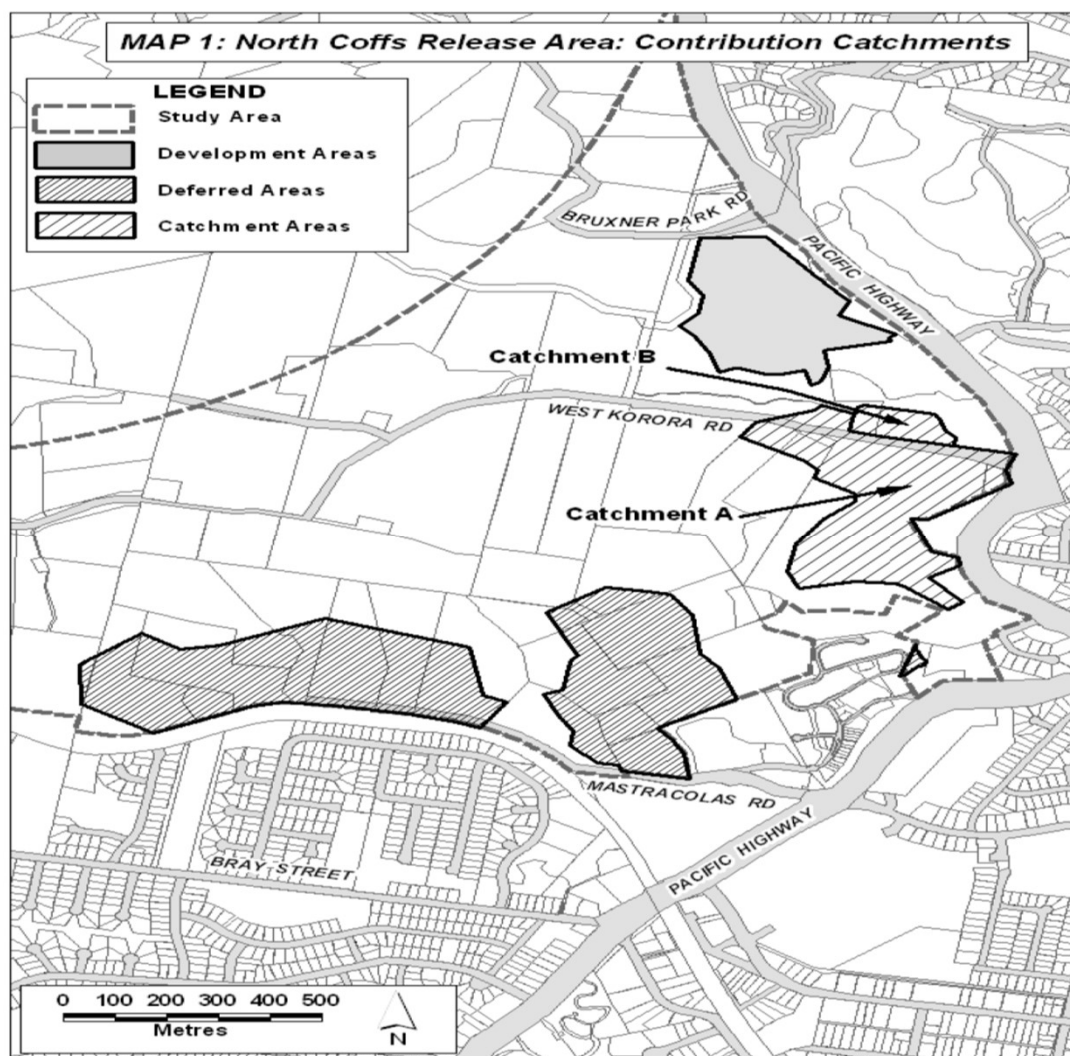 MAP 1: North Coffs Release Area: Contribution Catchments
LEGEND
Study Area
Development Areas
Deferred Areas
Catchment Areas
BRUXNER PARK RD
PACIFIC HIGHWAY
Catchment B
WEST KORORA RD
Catchment A
MASTRACOLAS RD
BRAY STREET
PACIFIC HIGHWAY
0 100 200 300 400 500
Metres
N